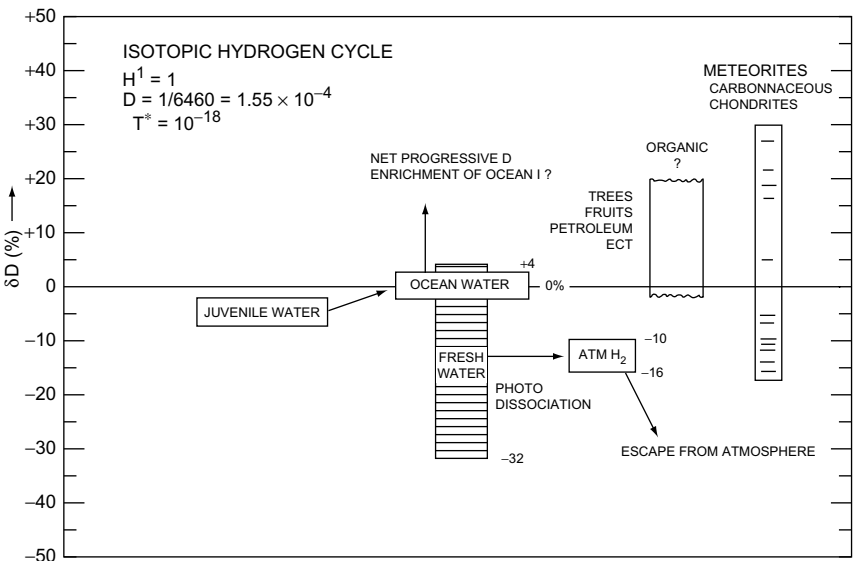 +50
+40
+30
+20
+10
0
−10
−20
−30
−40
−50
δD (%)
ISOTOPIC HYDROGEN CYCLE
H¹ = 1
D = 1/6460 = 1.55 × 10⁻⁴
T* = 10⁻¹⁸
NET PROGRESSIVE D
ENRICHMENT OF OCEAN I ?
JUVENILE WATER
+4
OCEAN WATER
0%
FRESH
WATER
−32
PHOTO
DISSOCIATION
ATM H₂
−10
−16
ESCAPE FROM ATMOSPHERE
TREES
FRUITS
PETROLEUM
ECT
ORGANIC
?
METEORITES
CARBONNACEOUS
CHONDRITES